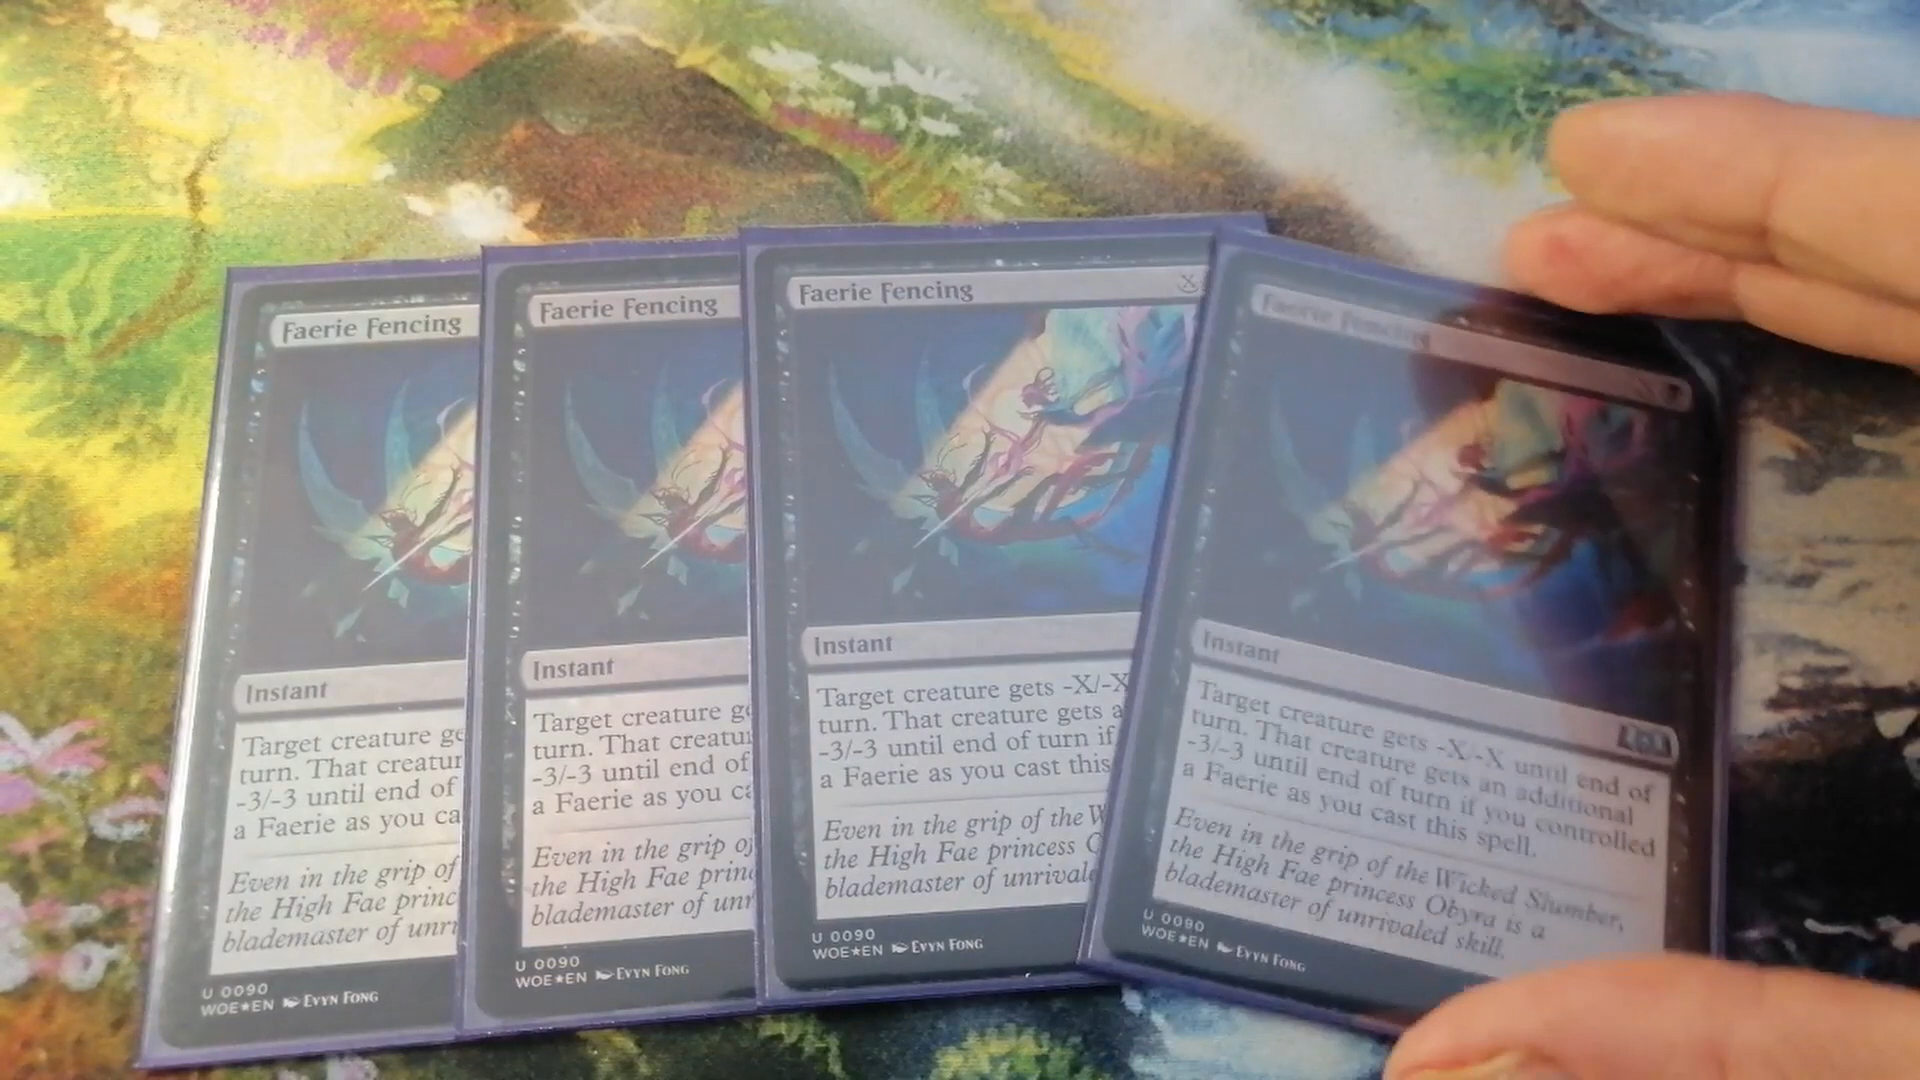 Faerie Fencing
Instant
Target creature ge
turn. That creatur
-3/-3 until end of
a Faerie as you ca
Even in the grip of
the High Fae princ
blademaster of unri
U 0090
WOE★EN Evyn Fong
Faerie Fencing
Instant
Target creature ge
turn. That creatur
-3/-3 until end of
a Faerie as you ca
Even in the grip of
the High Fae princ
blademaster of unr
U 0090
WOE★EN Evyn Fong
Faerie Fencing X
Instant
Target creature gets -X/-X
turn. That creature gets a
-3/-3 until end of turn if
a Faerie as you cast this
Even in the grip of the W
the High Fae princess O
blademaster of unrivale
U 0090
WOE★EN Evyn Fong
Faerie Fencing
Instant
Target creature gets -X/-X until end of
turn. That creature gets an additional
-3/-3 until end of turn if you controlled
a Faerie as you cast this spell.
Even in the grip of the Wicked Slumber,
the High Fae princess Obyra is a
blademaster of unrivaled skill.
U 0090
WOE★EN Evyn Fong